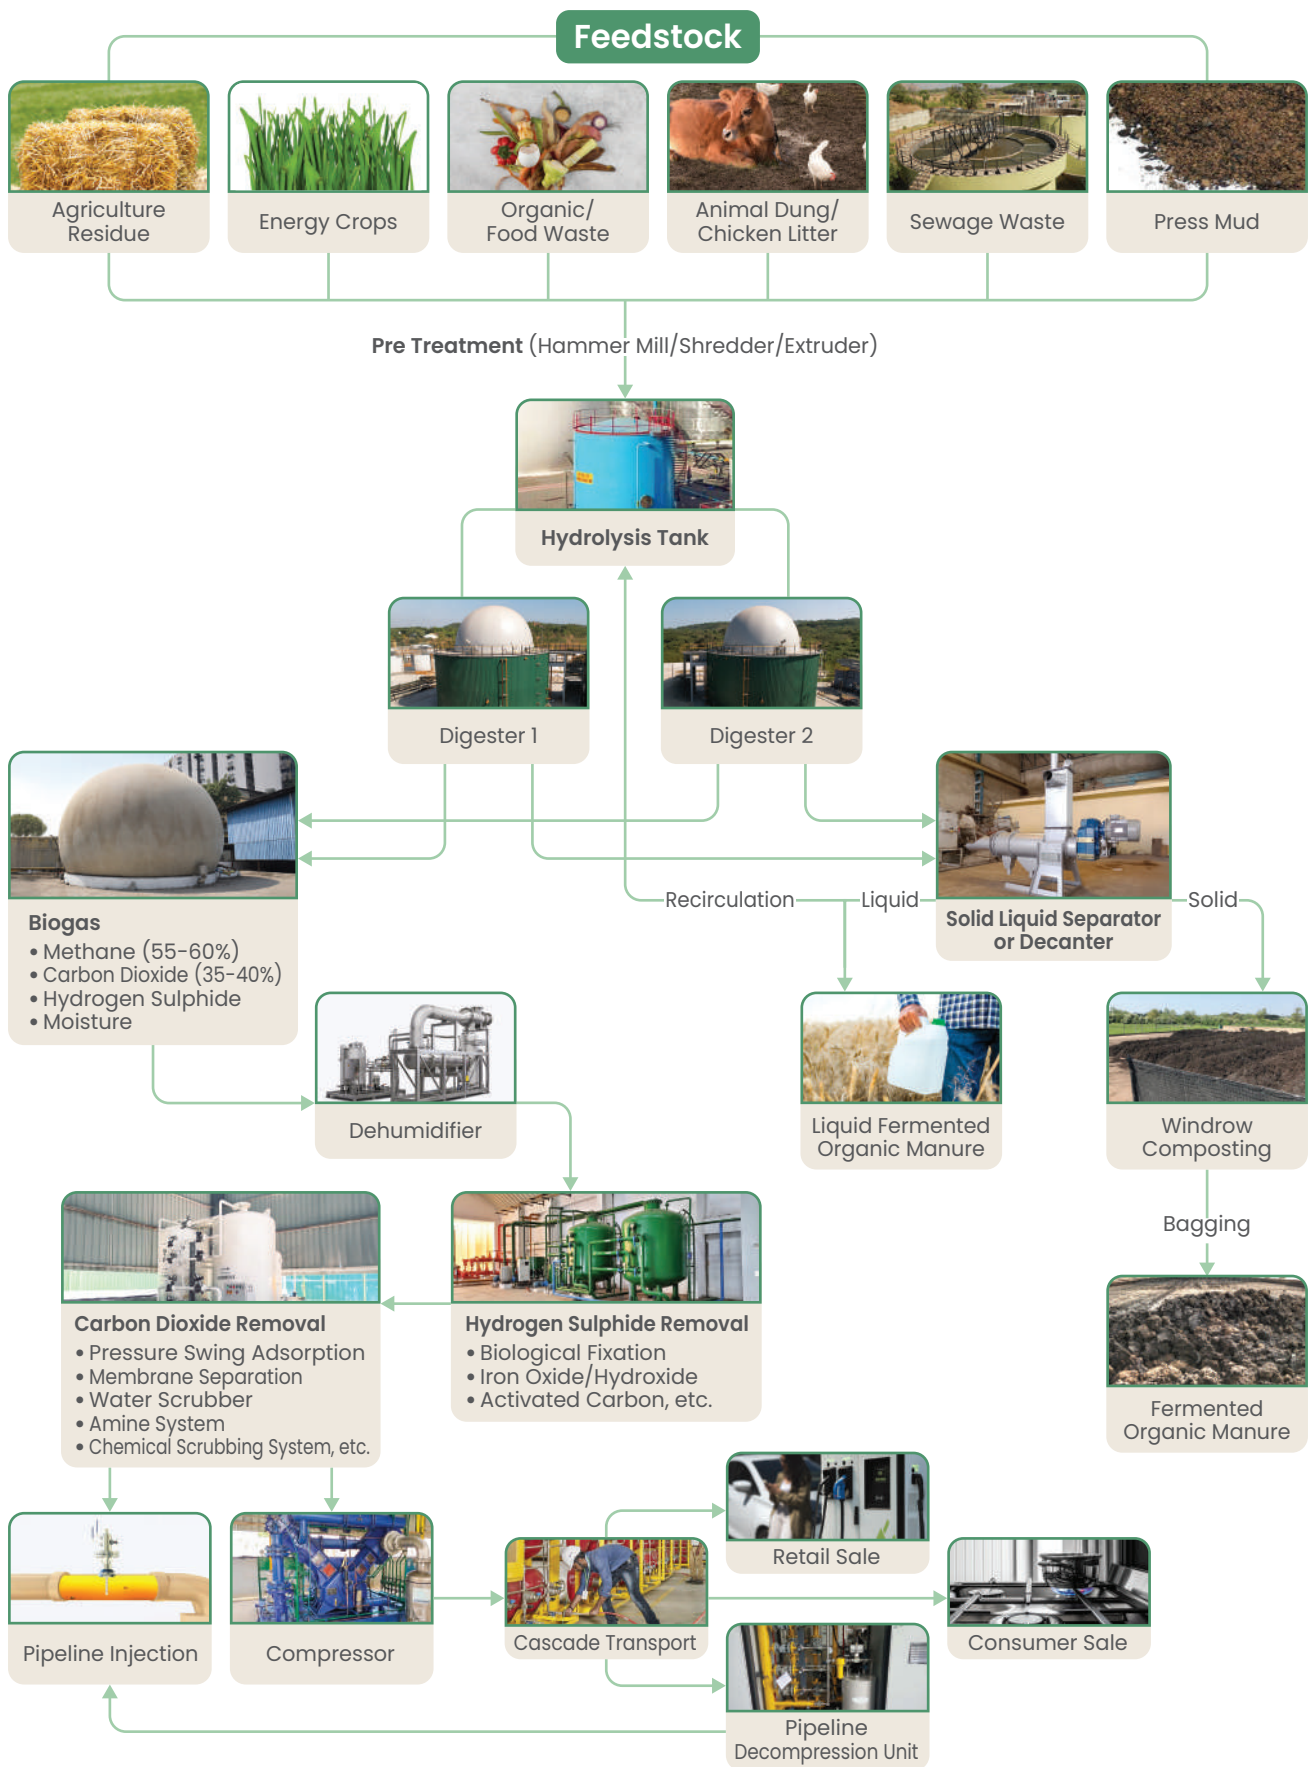 Feedstock
Agriculture
Residue
Energy Crops
Organic/
Food Waste
Animal Dung/
Chicken Litter
Sewage Waste
Press Mud
Pre Treatment (Hammer Mill/Shredder/Extruder)
Hydrolysis Tank
Digester 1
Digester 2
Biogas
• Methane (55-60%)
• Carbon Dioxide (35-40%)
• Hydrogen Sulphide
• Moisture
Recirculation
Liquid
Solid Liquid Separator
or Decanter
Solid
Dehumidifier
Liquid Fermented
Organic Manure
Windrow
Composting
Bagging
Fermented
Organic Manure
Carbon Dioxide Removal
• Pressure Swing Adsorption
• Membrane Separation
• Water Scrubber
• Amine System
• Chemical Scrubbing System, etc.
Hydrogen Sulphide Removal
• Biological Fixation
• Iron Oxide/Hydroxide
• Activated Carbon, etc.
Pipeline Injection
Compressor
Cascade Transport
Retail Sale
Consumer Sale
Pipeline
Decompression Unit